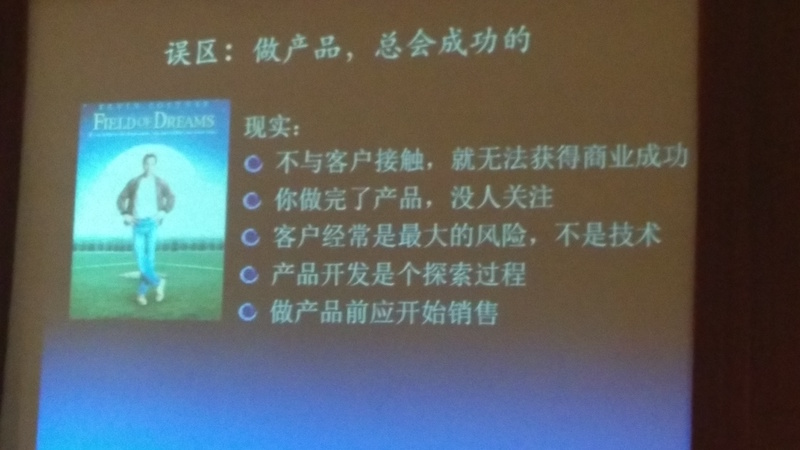 误区：做产品，总会成功的
FIELD OF DREAMS
现实：
不与客户接触，就无法获得商业成功
你做完了产品，没人关注
客户经常是最大的风险，不是技术
产品开发是个探索过程
做产品前应开始销售